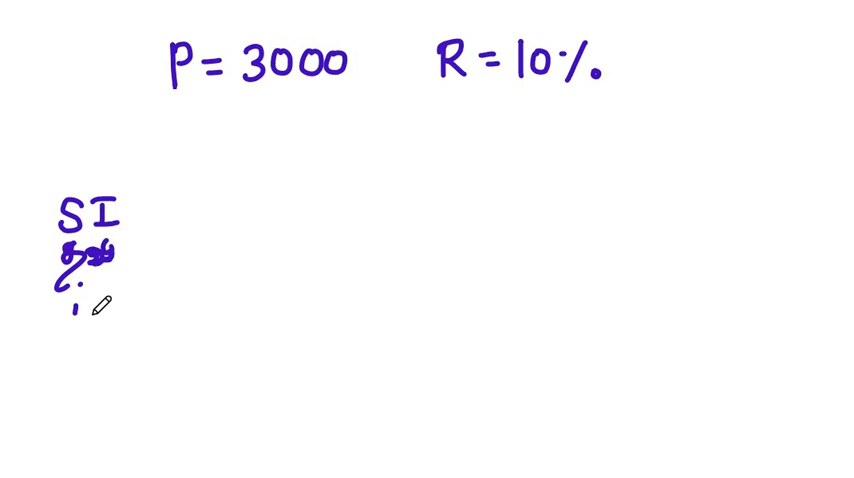 P = 3000 R = 10%.
SI